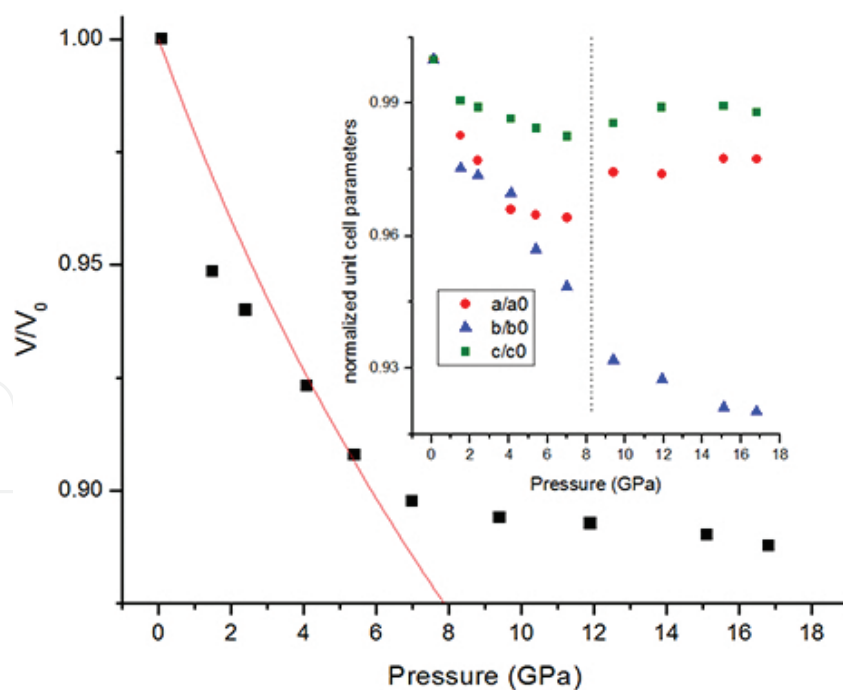 1.00
0.95
0.90
V/V0
0 2 4 6 8 10 12 14 16 18
Pressure (GPa)
0.99
0.96
0.93
normalized unit cell parameters
a/a0
b/b0
c/c0
0 2 4 6 8 10 12 14 16 18
Pressure (GPa)